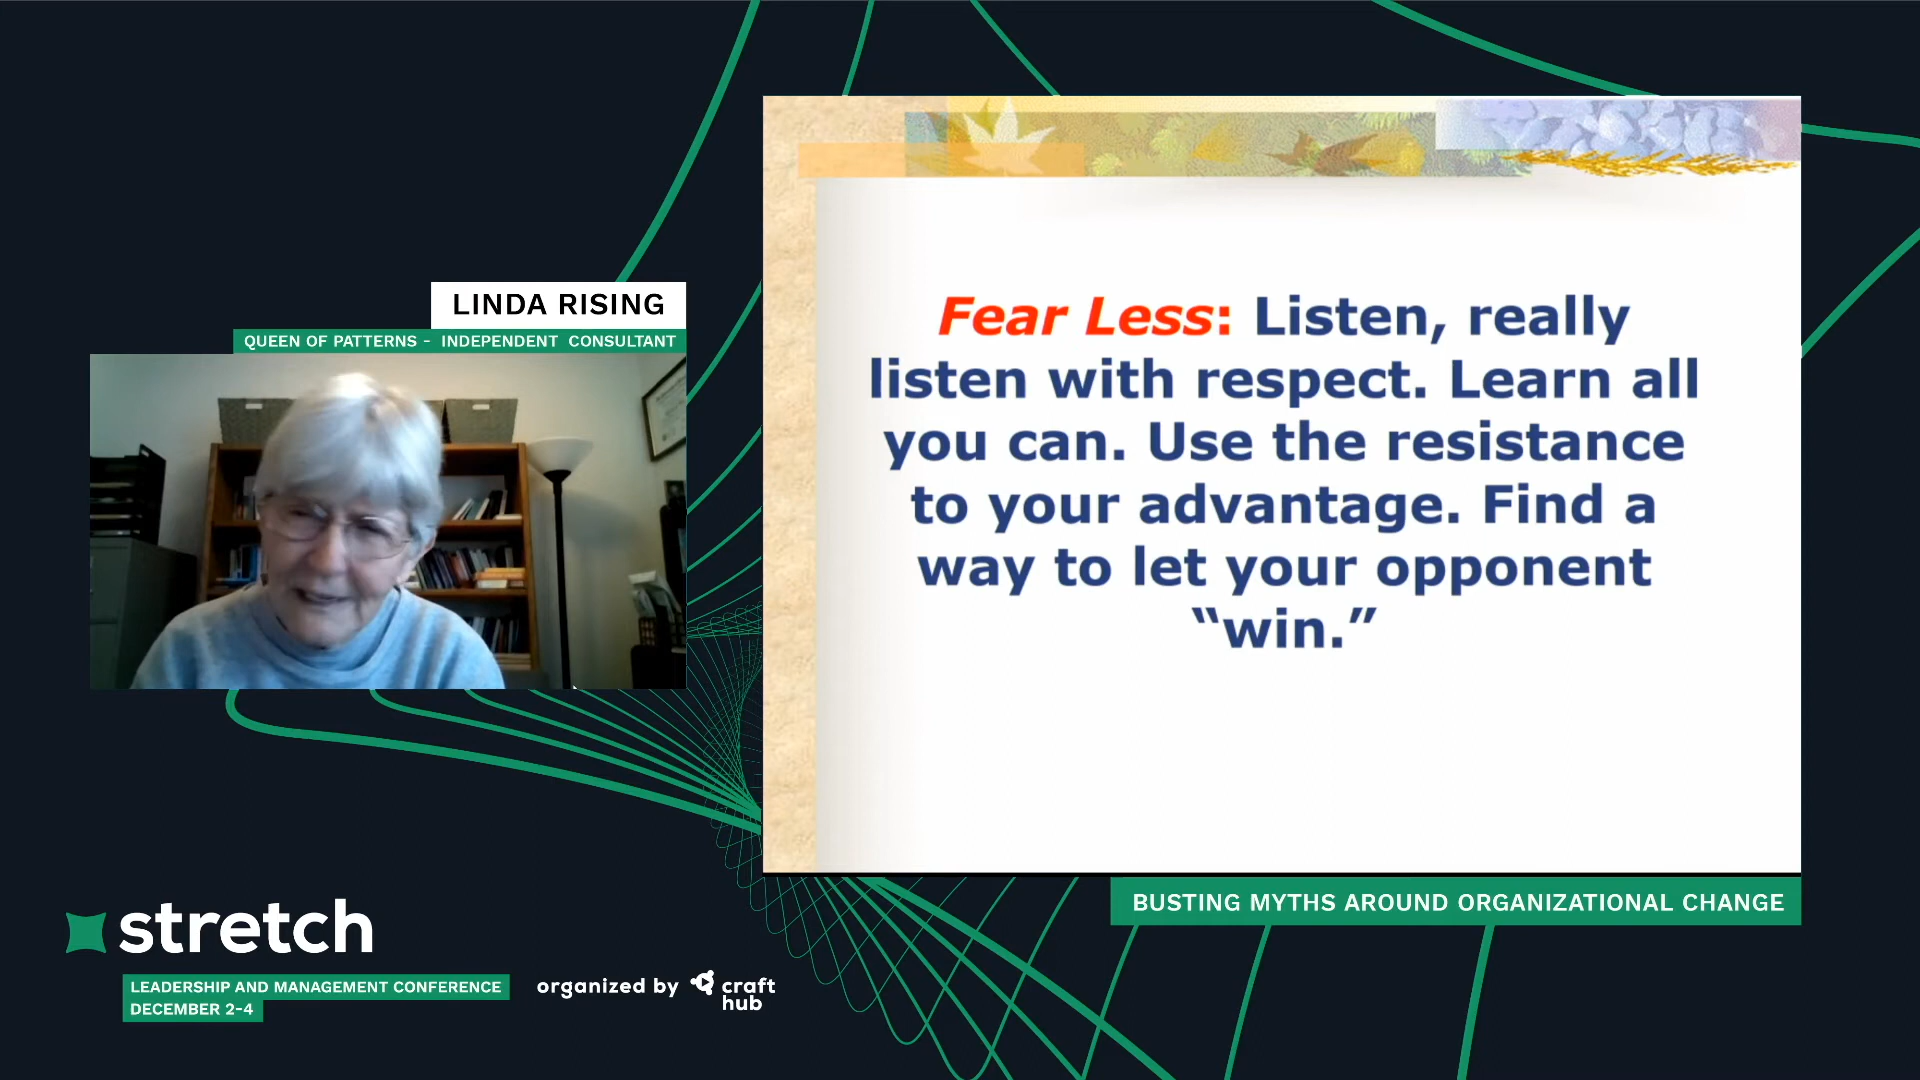 LINDA RISING
QUEEN OF PATTERNS - INDEPENDENT CONSULTANT
Fear Less: Listen, really
listen with respect. Learn all
you can. Use the resistance
to your advantage. Find a
way to let your opponent
“win.”
BUSTING MYTHS AROUND ORGANIZATIONAL CHANGE
stretch
LEADERSHIP AND MANAGEMENT CONFERENCE
DECEMBER 2-4
organized by craft
hub